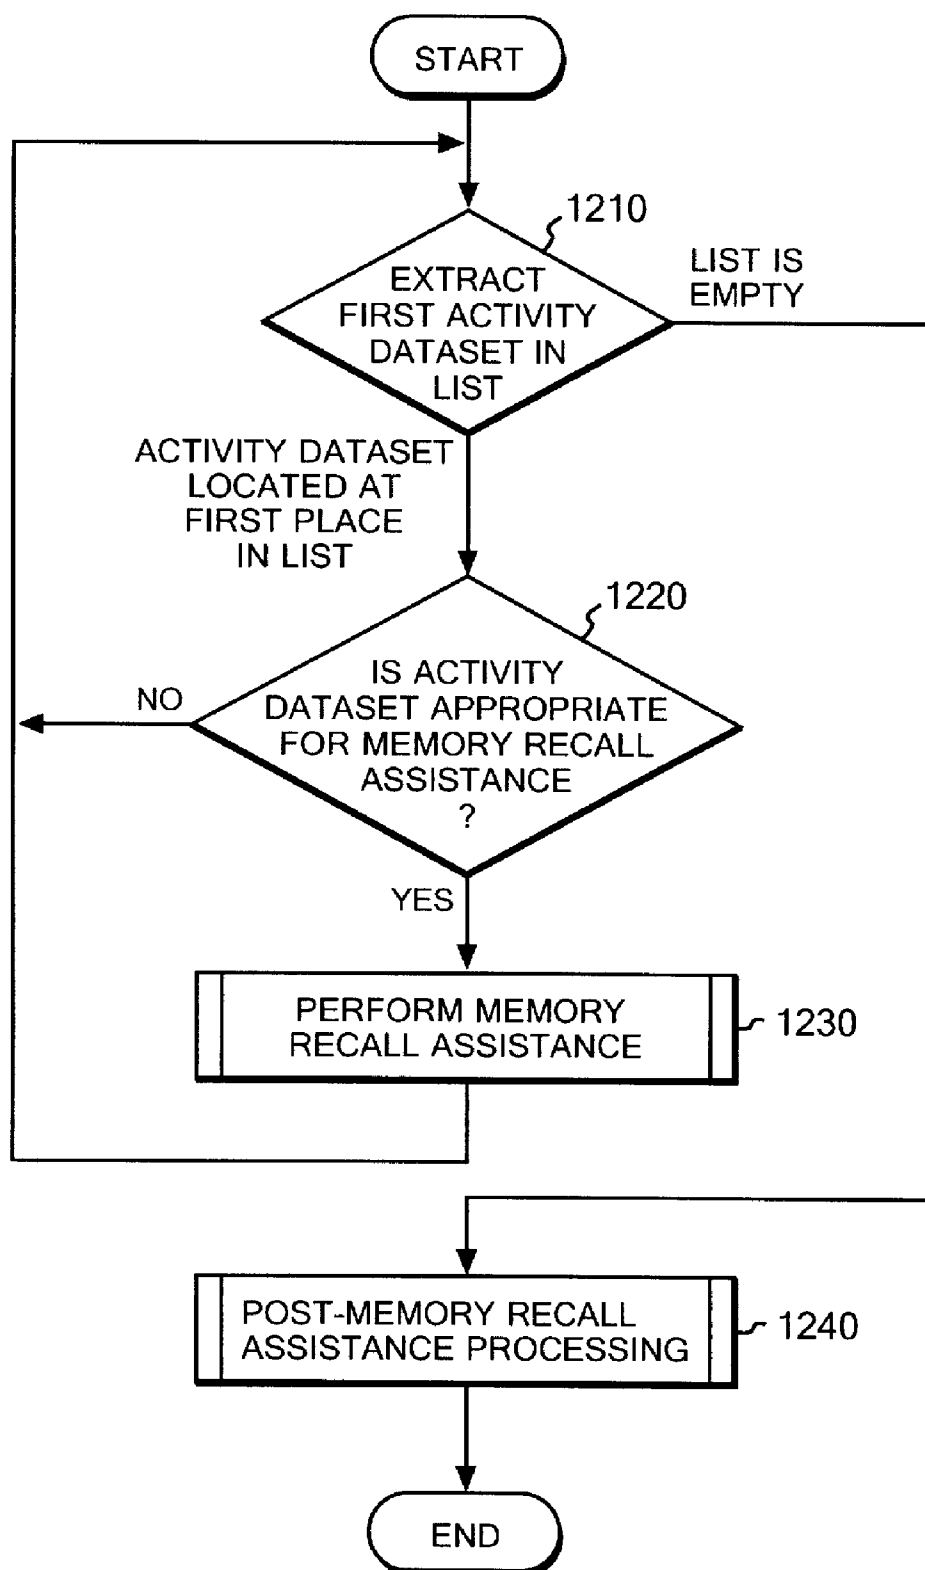 START
1210
EXTRACT
FIRST ACTIVITY
DATASET IN
LIST
LIST IS
EMPTY
ACTIVITY DATASET
LOCATED AT
FIRST PLACE
IN LIST
1220
IS ACTIVITY
DATASET APPROPRIATE
FOR MEMORY RECALL
ASSISTANCE
?
NO
YES
PERFORM MEMORY
RECALL ASSISTANCE
1230
POST-MEMORY RECALL
ASSISTANCE PROCESSING
1240
END